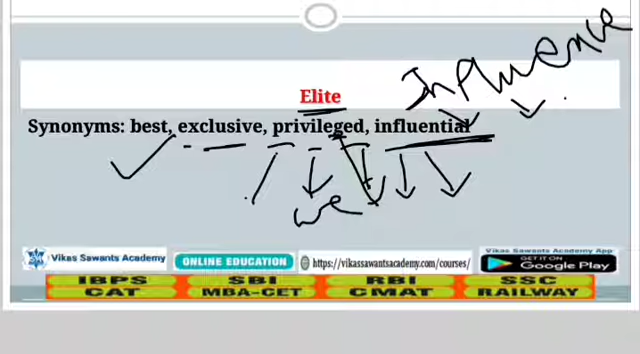 Influence
Elite
Synonyms: best, exclusive, privileged, influential
we
Vikas Sawants Academy
ONLINE EDUCATION
https://vikassawantsacademy.com/courses/
Vikas Sawants Academy App
GET IT ON
Google Play
IBPS SBI RBI SSC
CAT MBA-CET CMAT RAILWAY